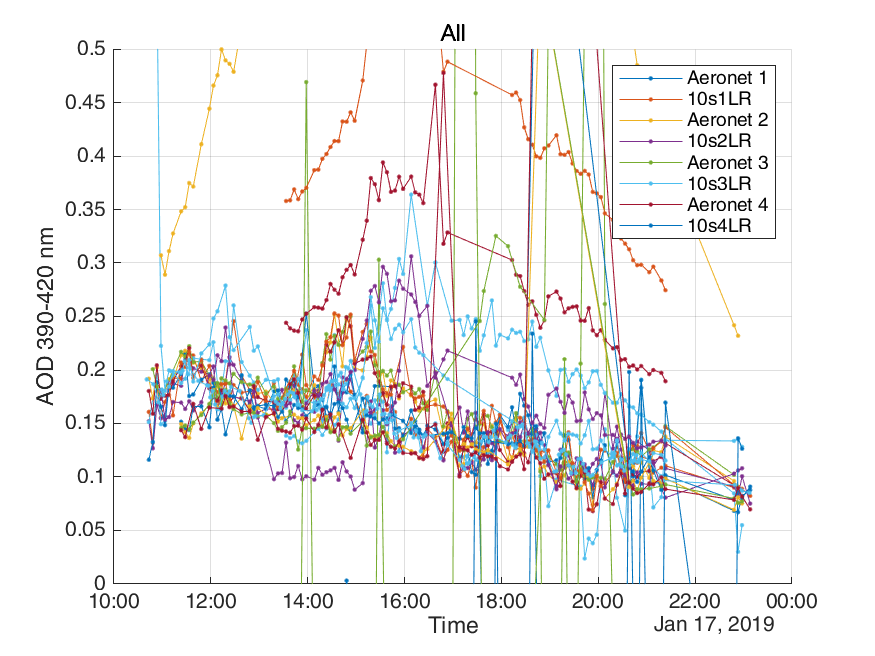 All
0.5
0.45
0.4
0.35
0.3
0.25
0.2
0.15
0.1
0.05
0
AOD 390-420 nm
Aeronet 1
10s1LR
Aeronet 2
10s2LR
Aeronet 3
10s3LR
Aeronet 4
10s4LR
10:00 12:00 14:00 16:00 18:00 20:00 22:00 00:00
Time
Jan 17, 2019